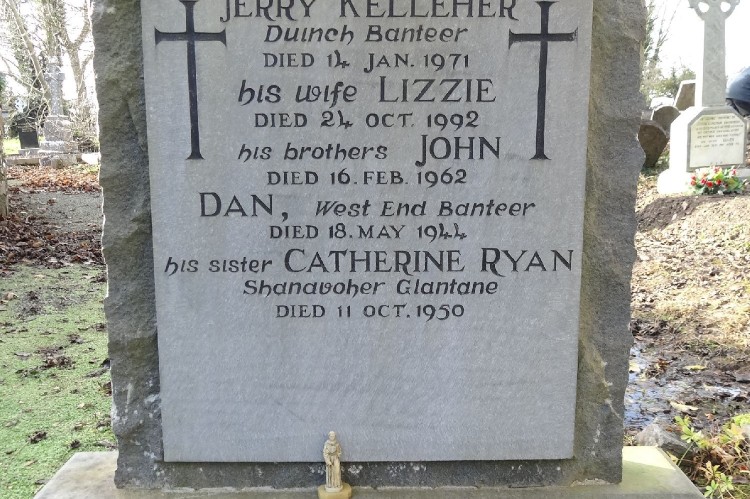 JERRY KELLEHER
Duinch Banteer
DIED 14 JAN. 1971
his wife LIZZIE
DIED 24 OCT. 1992
his brothers JOHN
DIED 16. FEB. 1962
DAN, West End Banteer
DIED 18. MAY 1944
his sister CATHERINE RYAN
Shanavoher Glantane
DIED 11 OCT. 1950